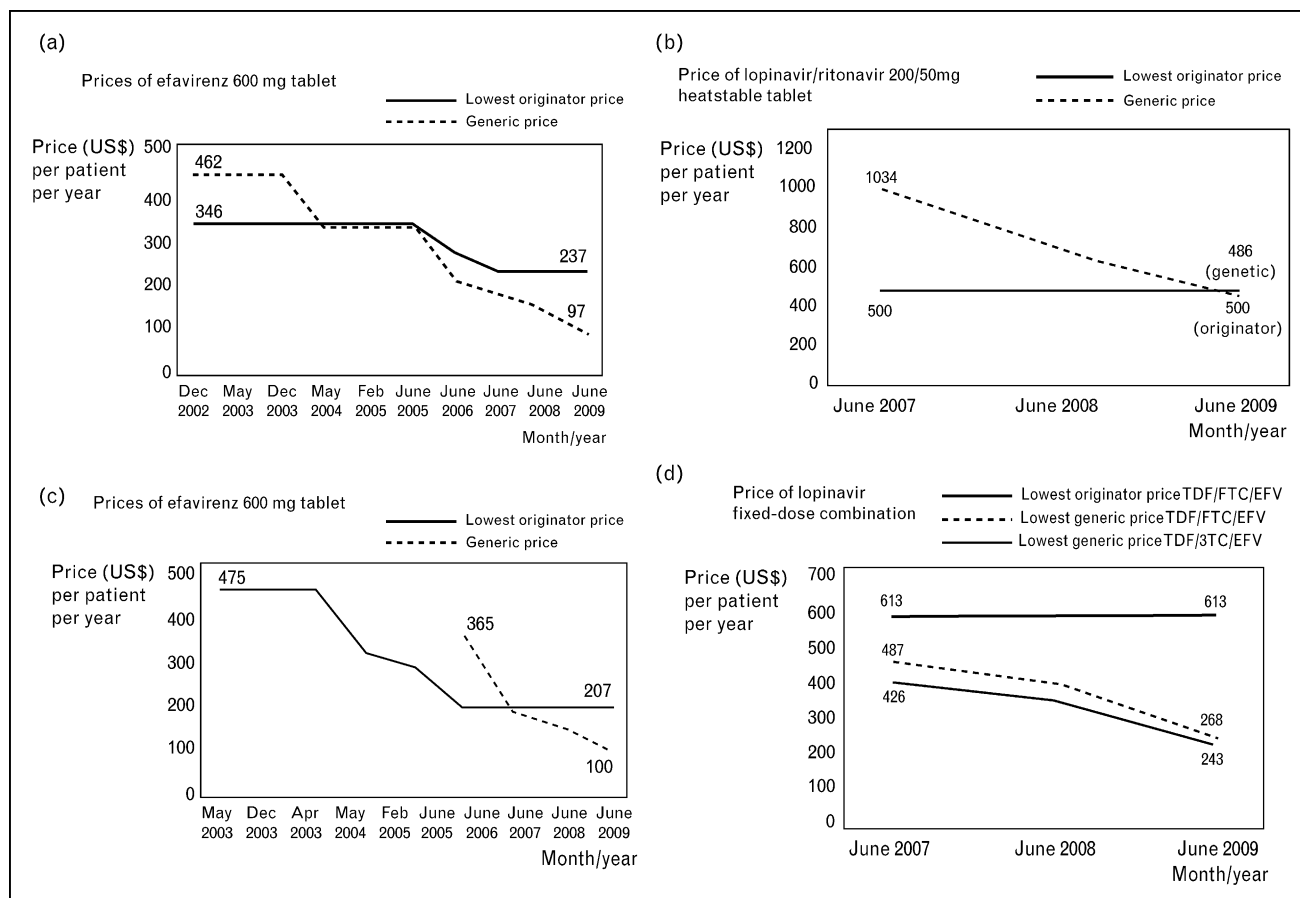 (a)
Prices of efavirenz 600 mg tablet
Lowest originator price
Generic price
Price (US$)
per patient
per year
500
400
300
200
100
0
462
346
237
97
Dec 2002
May 2003
Dec 2003
May 2004
Feb 2005
June 2005
June 2006
June 2007
June 2008
June 2009
Month/year
(b)
Price of lopinavir/ritonavir 200/50mg
heatstable tablet
Lowest originator price
Generic price
Price (US$)
per patient
per year
1200
1000
800
600
400
200
0
1034
500
486
(genetic)
500
(originator)
June 2007
June 2008
June 2009
Month/year
(c)
Prices of efavirenz 600 mg tablet
Lowest originator price
Generic price
Price (US$)
per patient
per year
500
400
300
200
100
0
475
365
207
100
May 2003
Dec 2003
Apr 2003
May 2004
Feb 2005
June 2005
June 2006
June 2007
June 2008
June 2009
Month/year
(d)
Price of lopinavir
fixed-dose combination
Lowest originator price TDF/FTC/EFV
Lowest generic price TDF/FTC/EFV
Lowest generic price TDF/3TC/EFV
Price (US$)
per patient
per year
700
600
500
400
300
200
100
0
613
613
487
426
268
243
June 2007
June 2008
June 2009
Month/year